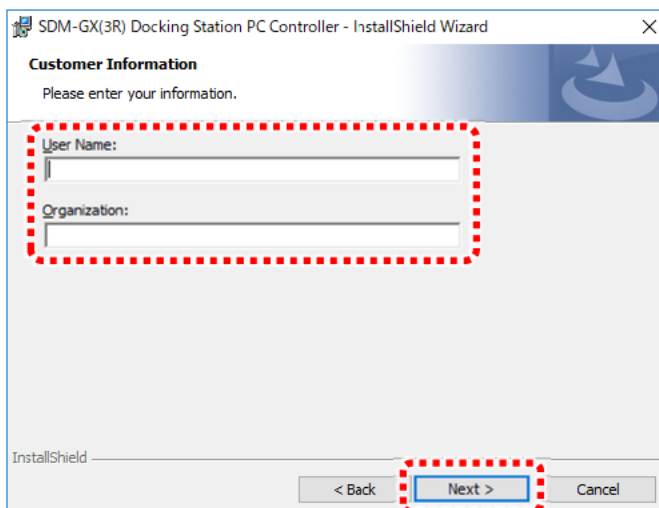 SDM-GX(3R) Docking Station PC Controller - InstallShield Wizard
Customer Information
Please enter your information.
User Name:
Organization:
InstallShield
< Back Next > Cancel